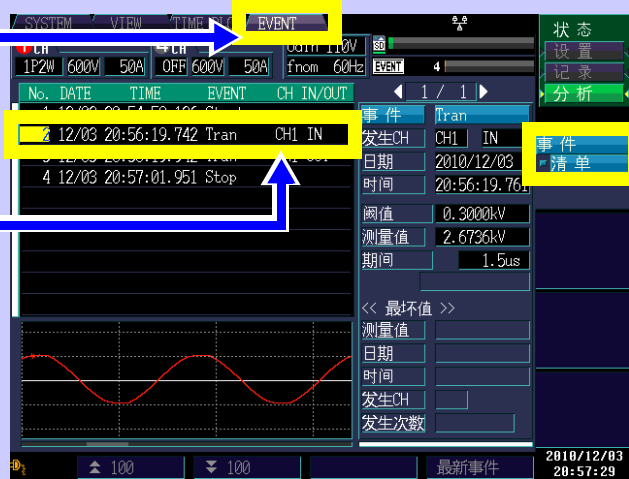 SYSTEM VIEW TIME PLOT EVENT
状态
CH 4CH Udin 110V SD
设置
1P2W 600V 50A OFF 600V 50A fnom 60Hz EVENT 4
记录
No. DATE TIME EVENT CH IN/OUT
1 / 1
分析
事件 Tran
2 12/03 20:56:19.742 Tran CH1 IN
发生CH CH1 IN
事件
清单
日期 2010/12/03
4 12/03 20:57:01.951 Stop
时间 20:56:19.761
阈值 0.3000kV
测量值 2.6736kV
期间 1.5us
<< 最坏值 >>
测量值
日期
时间
发生CH
发生次数
100 100 最新事件
2010/12/03
20:57:29